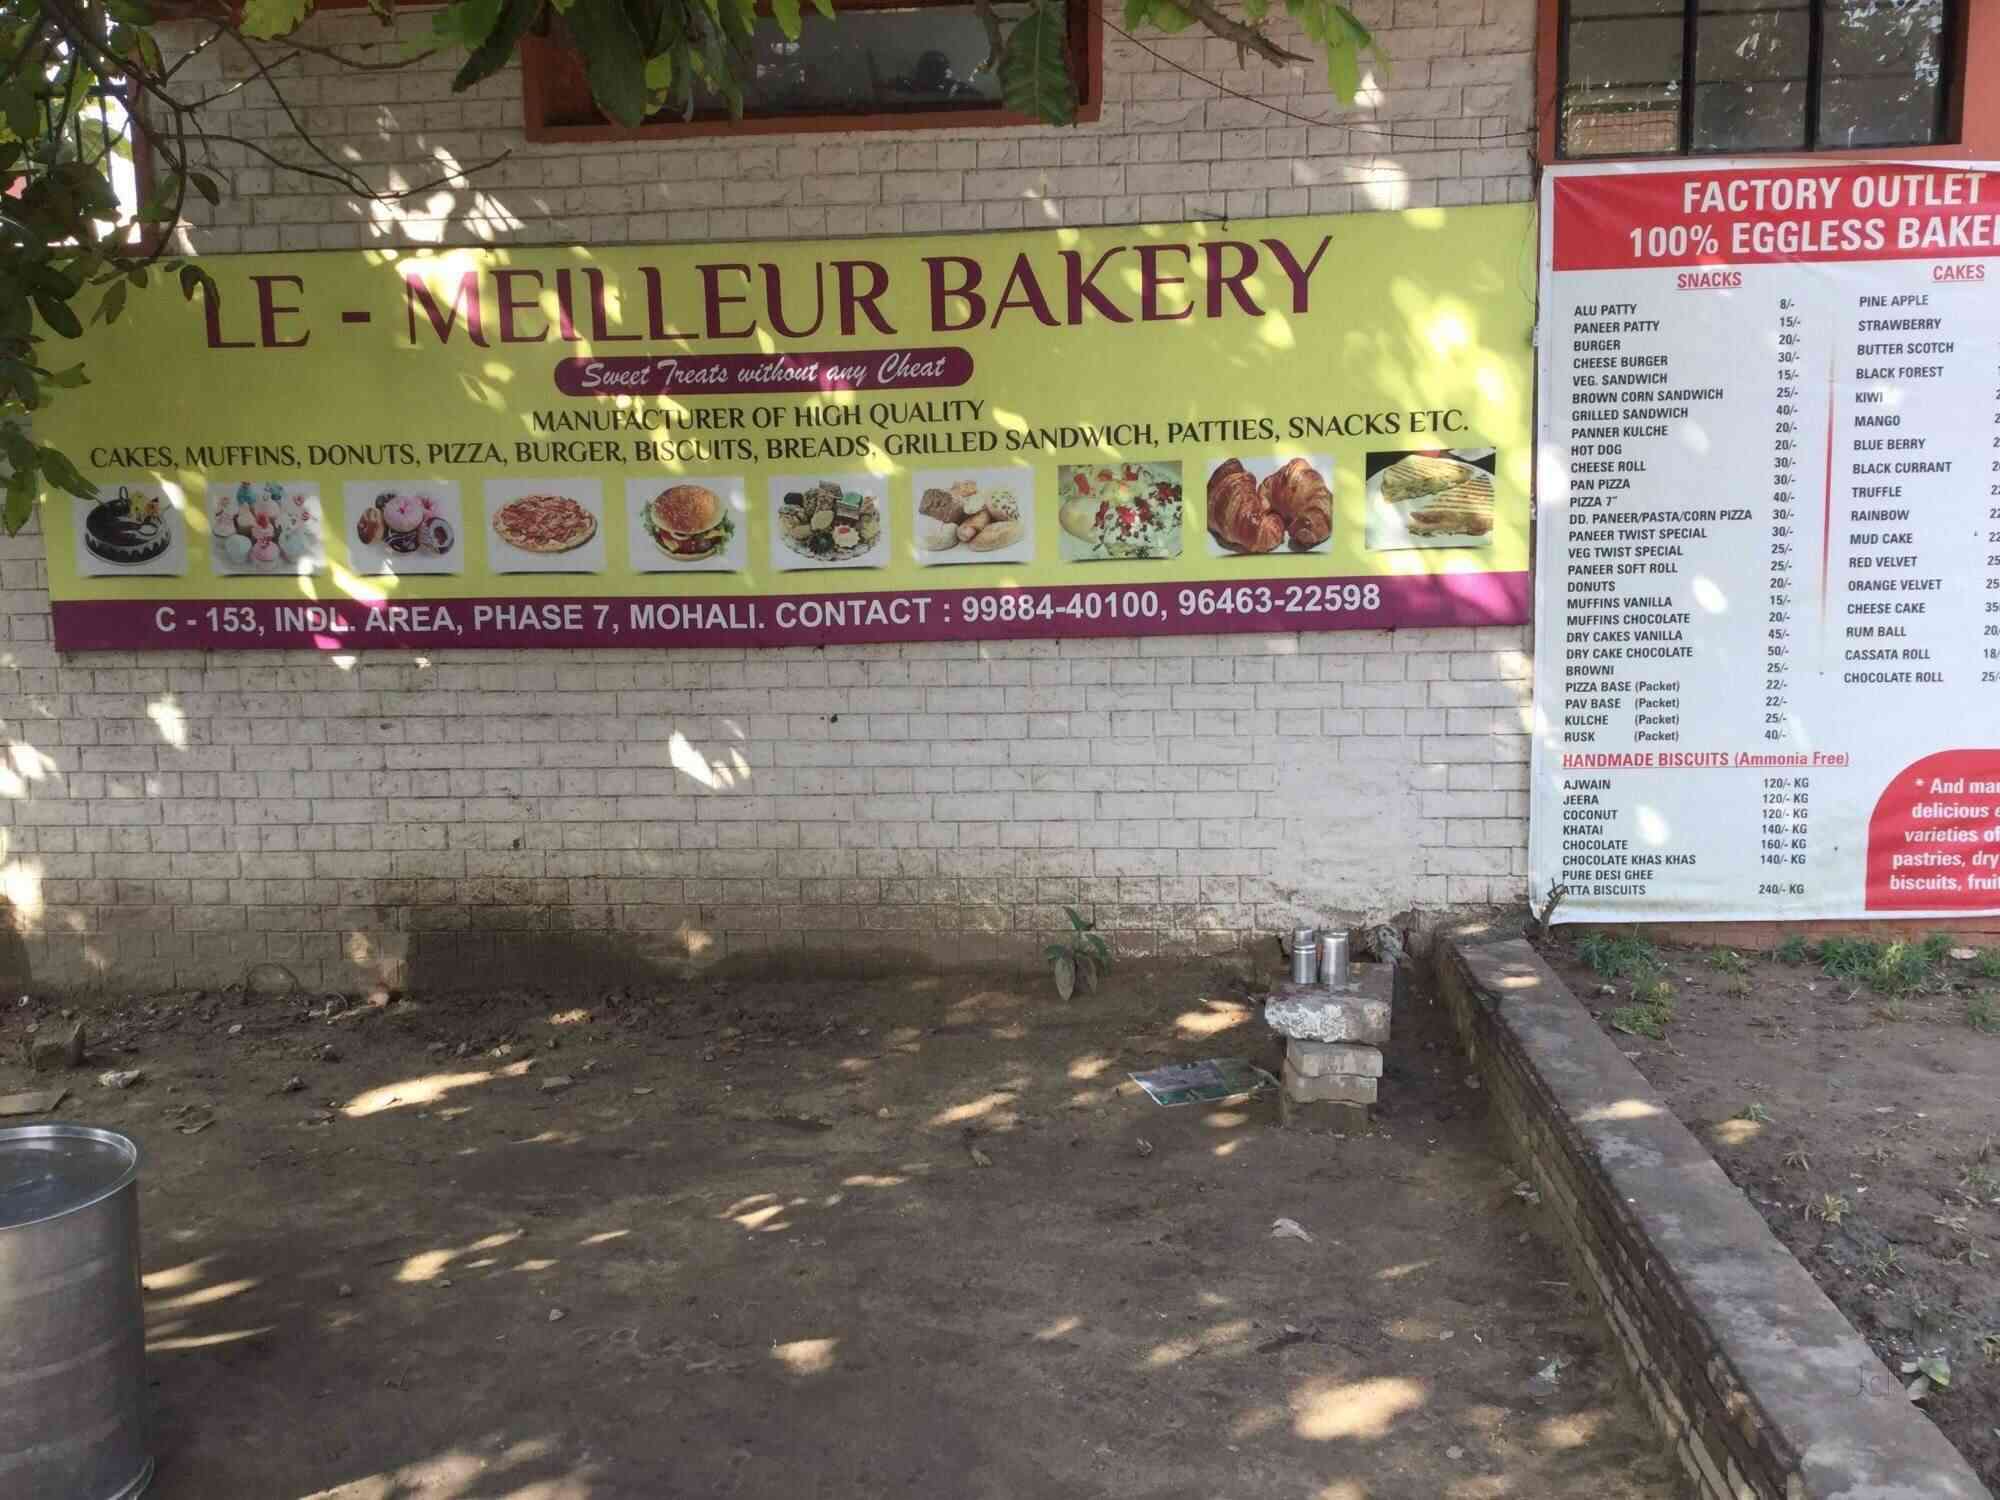 LE - MEILLEUR BAKERY
Sweet Treats without any Cheat
MANUFACTURER OF HIGH QUALITY
CAKES, MUFFINS, DONUTS, PIZZA, BURGER, BISCUITS, BREADS, GRILLED SANDWICH, PATTIES, SNACKS ETC.
C - 153, INDL. AREA, PHASE 7, MOHALI. CONTACT : 99884-40100, 96463-22598
FACTORY OUTLET
100% EGGLESS
SNACKS
ALU PATTY 8/-
PANEER PATTY 15/-
BURGER 20/-
CHEESE BURGER 30/-
VEG. SANDWICH 15/-
BROWN CORN SANDWICH 25/-
GRILLED SANDWICH 40/-
PANNER KULCHE 20/-
HOT DOG 20/-
CHEESE ROLL 30/-
PAN PIZZA 30/-
PIZZA 7" 40/-
DD. PANEER/PASTA/CORN PIZZA 30/-
PANEER TWIST SPECIAL 30/-
VEG TWIST SPECIAL 25/-
PANEER SOFT ROLL 25/-
DONUTS 20/-
MUFFINS VANILLA 15/-
MUFFINS CHOCOLATE 20/-
DRY CAKES VANILLA 45/-
DRY CAKE CHOCOLATE 50/-
BROWNI 25/-
PIZZA BASE (Packet) 22/-
PAV BASE (Packet) 22/-
KULCHE (Packet) 25/-
RUSK (Packet) 40/-
CAKES
PINE APPLE
STRAWBERRY
BUTTER SCOTCH
BLACK FOREST
KIWI
MANGO
BLUE BERRY
BLACK CURRANT
TRUFFLE
RAINBOW
MUD CAKE
RED VELVET
ORANGE VELVET
CHEESE CAKE
RUM BALL
CASSATA ROLL
CHOCOLATE ROLL
HANDMADE BISCUITS (Ammonia Free)
AJWAIN 120/- KG
JEERA 120/- KG
COCONUT 120/- KG
KHATAI 140/- KG
CHOCOLATE 160/- KG
CHOCOLATE KHAS KHAS 140/- KG
PURE DESI GHEE
ATTA BISCUITS 240/- KG
* And
delicious
varieties of
pastries, dry
biscuits,